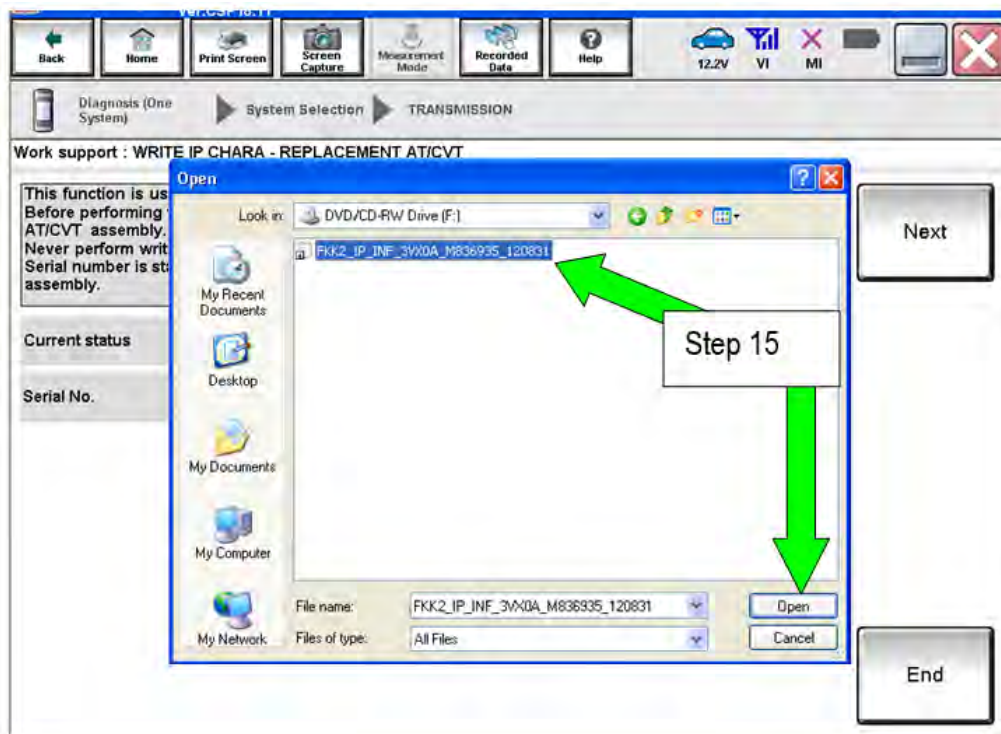 Back
Home
Print Screen
Screen
Capture
Measurement
Mode
Recorded
Data
Help
12.2V
VI
MI
Diagnosis (One
System)
System Selection
TRANSMISSION
Work support : WRITE IP CHARA - REPLACEMENT AT/CVT
This function is us
Before performing
AT/CVT assembly.
Never perform writ
Serial number is sta
assembly.
Current status
Serial No.
Open
Look in:
DVD/CD-RW Drive (F:)
FKK2_IP_INF_3VX0A_M836935_120831
My Recent
Documents
Desktop
My Documents
My Computer
My Network
File name:
FKK2_IP_INF_3VX0A_M836935_120831
Open
Files of type:
All Files
Cancel
Step 15
Next
End